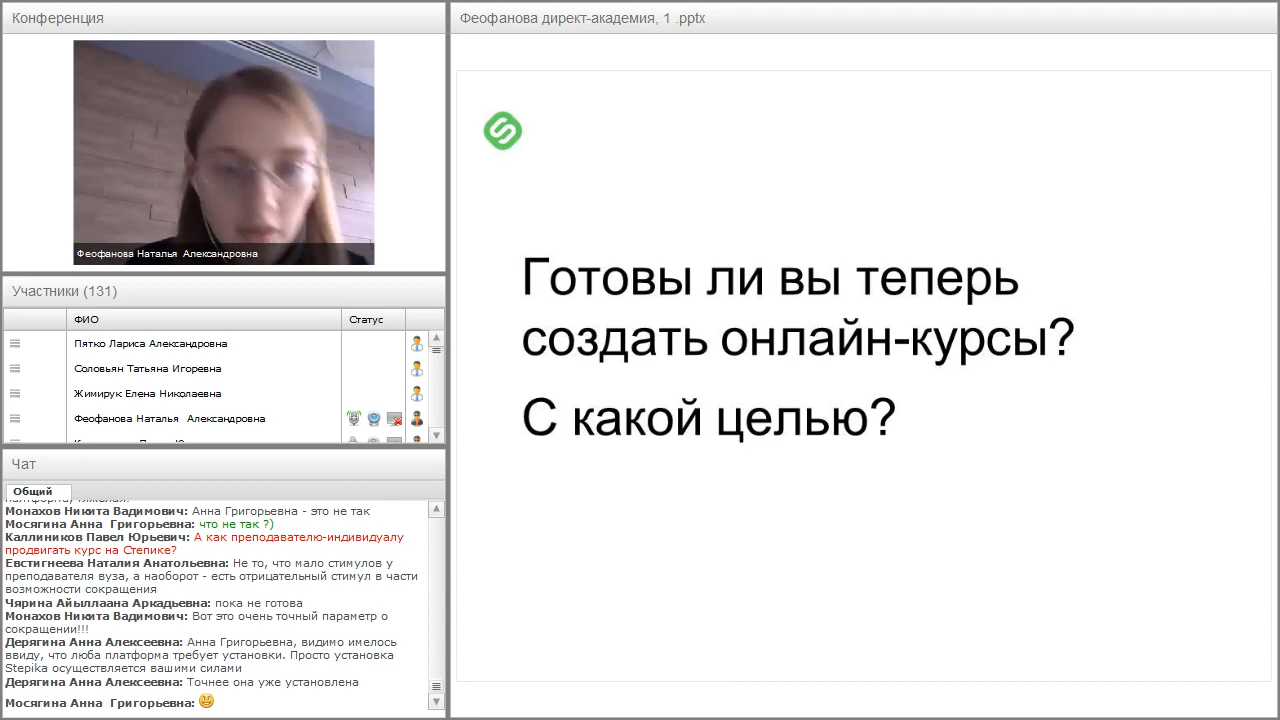 Конференция
Феофанова Наталья  Александровна
Участники (131)
ФИО
Статус
Пятко Лариса Александровна
Соловьян Татьяна Игоревна
Жимирук Елена Николаевна
Феофанова Наталья  Александровна
Чат
Общий
Монахов Никита Вадимович: Анна Григорьевна - это не так
Мосягина Анна  Григорьевна: что не так ?)
Каллиников Павел Юрьевич: А как преподавателю-индивидуалу
продвигать курс на Степике?
Евстигнеева Наталия Анатольевна: Не то, что мало стимулов у
преподавателя вуза, а наоборот - есть отрицательный стимул в части
возможности сокращения
Чярина Айыллаана Аркадьевна: пока не готова
Монахов Никита Вадимович: Вот это очень точный параметр о
сокращении!!!
Дерягина Анна Алексеевна: Анна Григорьевна, видимо имелось
ввиду, что люба платформа требует установки. Просто установка
Stepika осуществляется вашими силами
Дерягина Анна Алексеевна: Точнее она уже установлена
Мосягина Анна  Григорьевна:
Феофанова директ-академия, 1 .pptx
Готовы ли вы теперь
создать онлайн-курсы?
С какой целью?